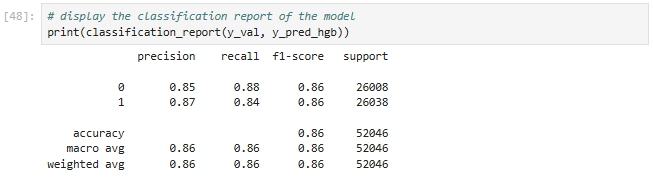 [48]: # display the classification report of the model
print(classification_report(y_val, y_pred_hgb))
precision recall f1-score support
0 0.85 0.88 0.86 26008
1 0.87 0.84 0.86 26038
accuracy 0.86 52046
macro avg 0.86 0.86 0.86 52046
weighted avg 0.86 0.86 0.86 52046